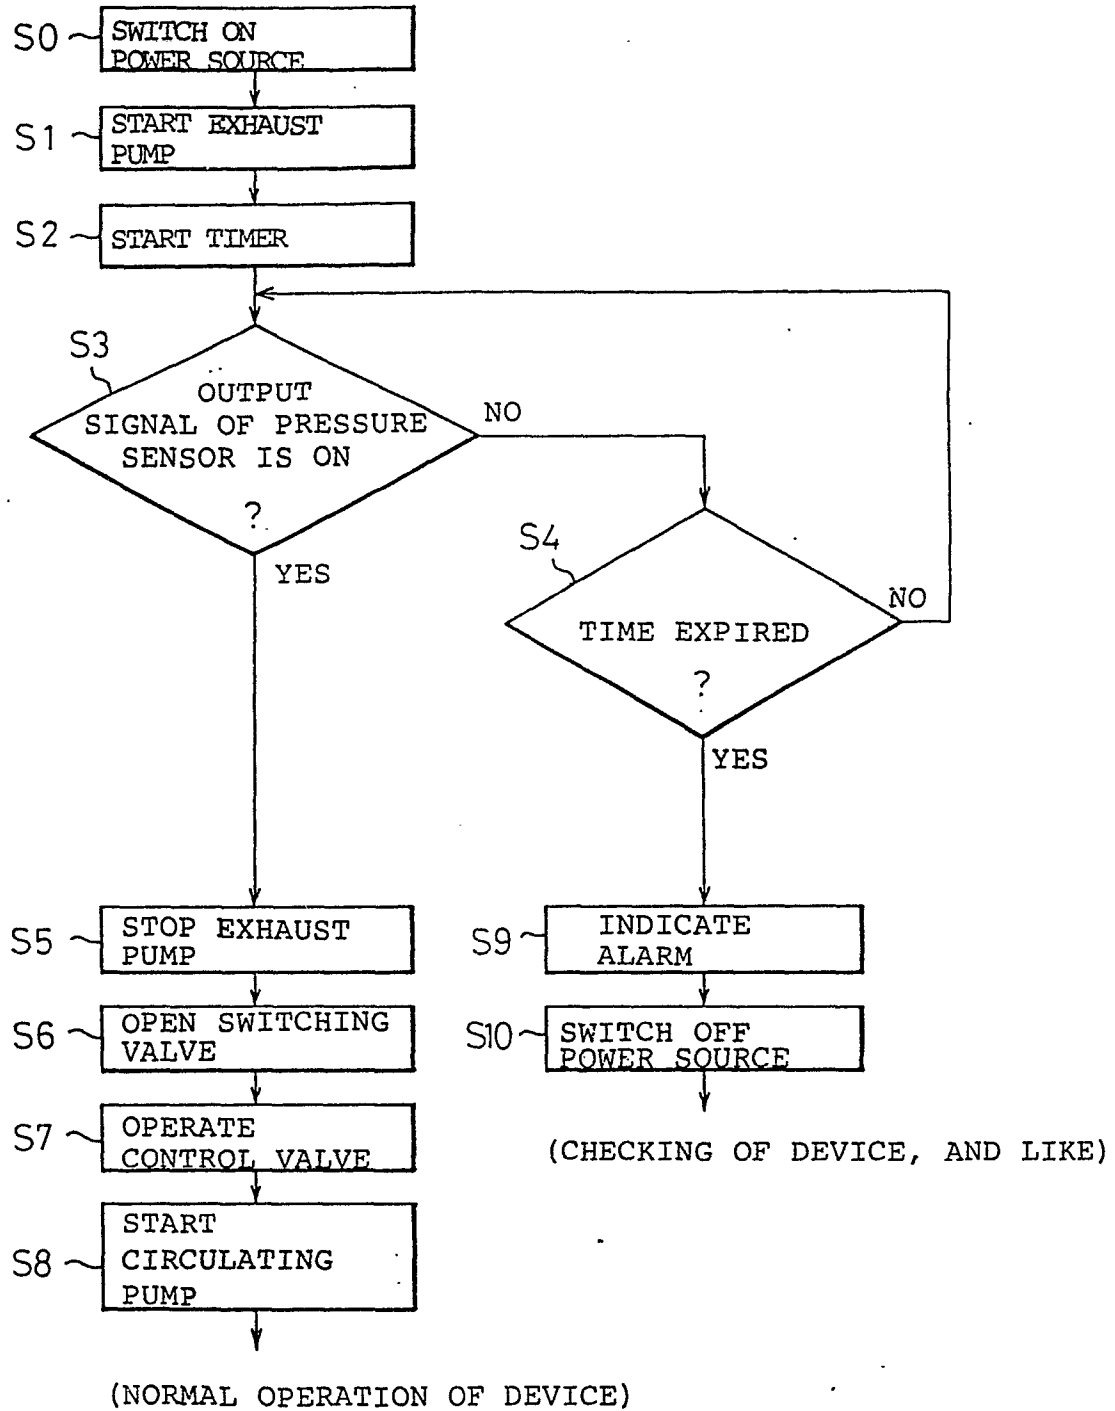 S0
SWITCH ON
POWER SOURCE
S1
START EXHAUST
PUMP
S2
START TIMER
S3
OUTPUT
SIGNAL OF PRESSURE
SENSOR IS ON
?
NO
YES
S4
TIME EXPIRED
?
NO
YES
S5
STOP EXHAUST
PUMP
S6
OPEN SWITCHING
VALVE
S7
OPERATE
CONTROL VALVE
S8
START
CIRCULATING
PUMP
(NORMAL OPERATION OF DEVICE)
S9
INDICATE
ALARM
S10
SWITCH OFF
POWER SOURCE
(CHECKING OF DEVICE, AND LIKE)